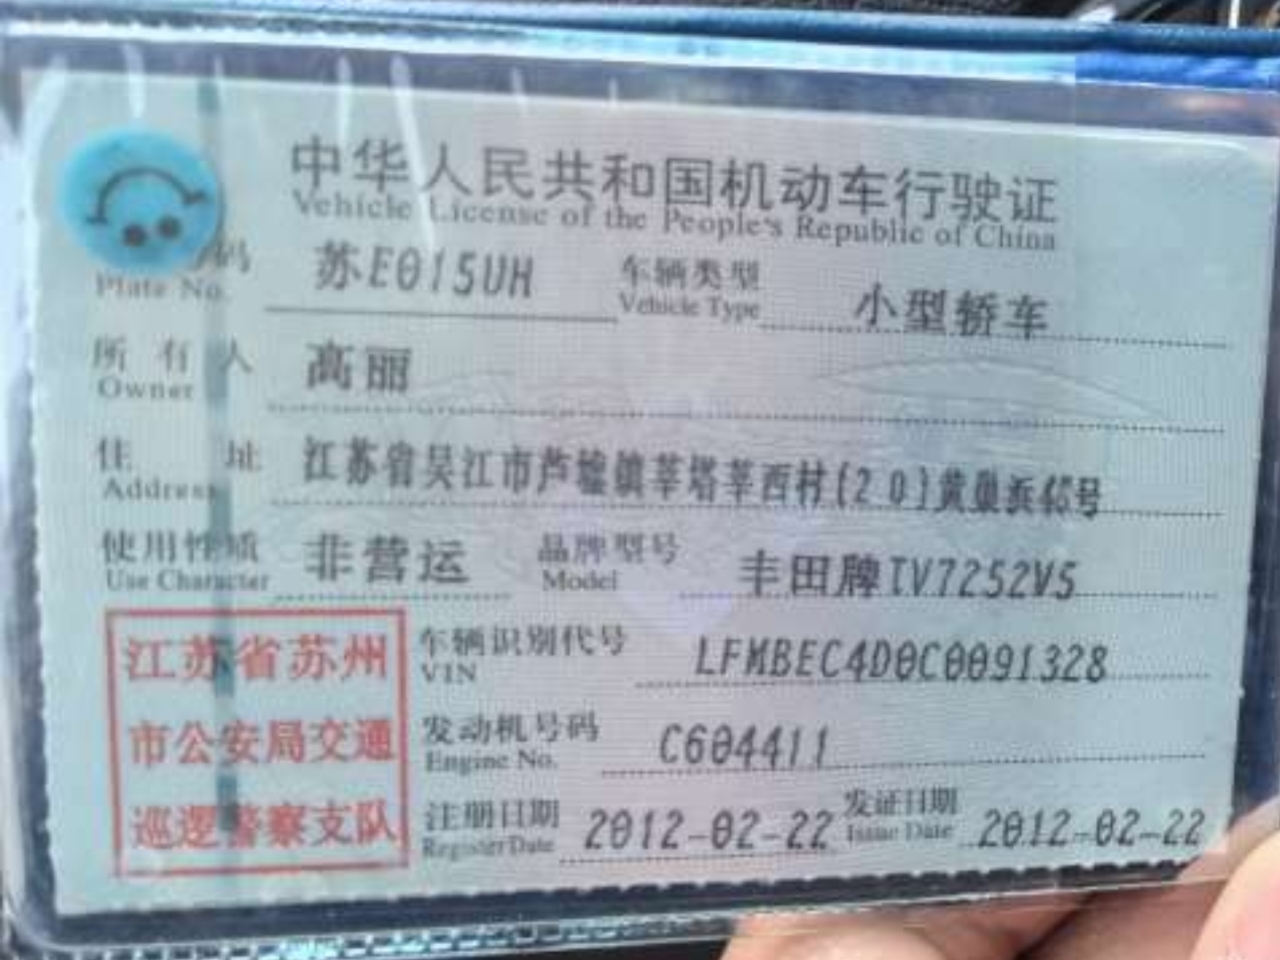 中华人民共和国机动车行驶证
Vehicle License of the People's Republic of China
码 苏E015UH 车辆类型 小型轿车
Plate No. Vehicle Type
所有人 高丽
Owner
住址 江苏省吴江市芦墟镇莘塔莘西村(20)黄巢浜45号
Address
使用性质 非营运 品牌型号 丰田牌TV7252V5
Use Character Model
江苏省苏州
市公安局交通
巡逻警察支队
车辆识别代号 LFMBEC4D0C0091328
VIN
发动机号码 C604411
Engine No.
注册日期 2012-02-22 发证日期 2012-02-22
Register Date Issue Date